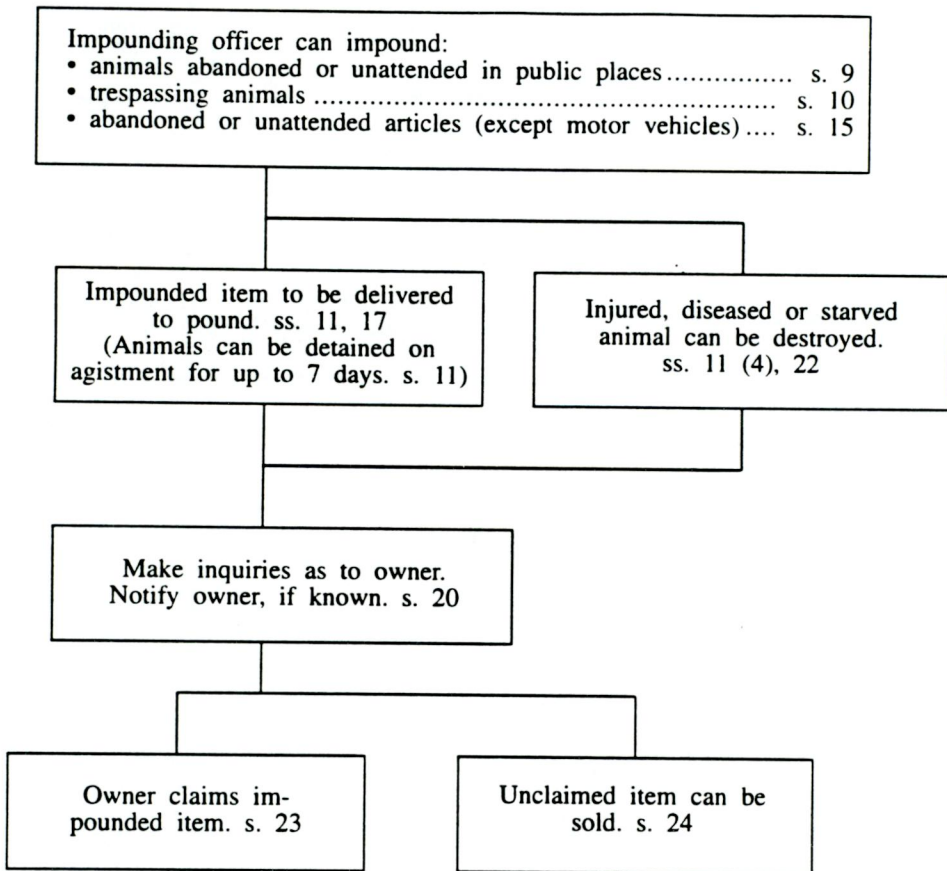 Impounding officer can impound:
• animals abandoned or unattended in public places ................ s. 9
• trespassing animals ........................................................... s. 10
• abandoned or unattended articles (except motor vehicles) .... s. 15
Impounded item to be delivered
to pound. ss. 11, 17
(Animals can be detained on
agistment for up to 7 days. s. 11)
Injured, diseased or starved
animal can be destroyed.
ss. 11 (4), 22
Make inquiries as to owner.
Notify owner, if known. s. 20
Owner claims im-
pounded item. s. 23
Unclaimed item can be
sold. s. 24